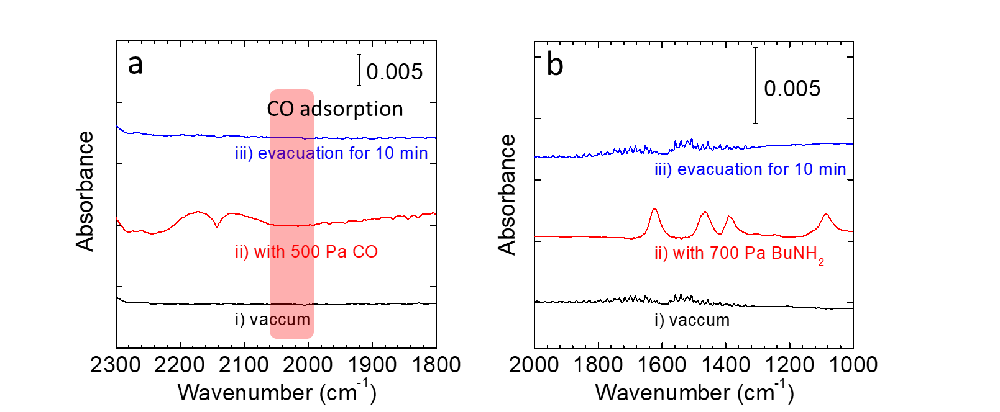 a
0.005
CO adsorption
iii) evacuation for 10 min
ii) with 500 Pa CO
i) vaccum
Absorbance
2300 2200 2100 2000 1900 1800
Wavenumber (cm-1)
b
0.005
iii) evacuation for 10 min
ii) with 700 Pa BuNH2
i) vaccum
Absorbance
2000 1800 1600 1400 1200 1000
Wavenumber (cm-1)